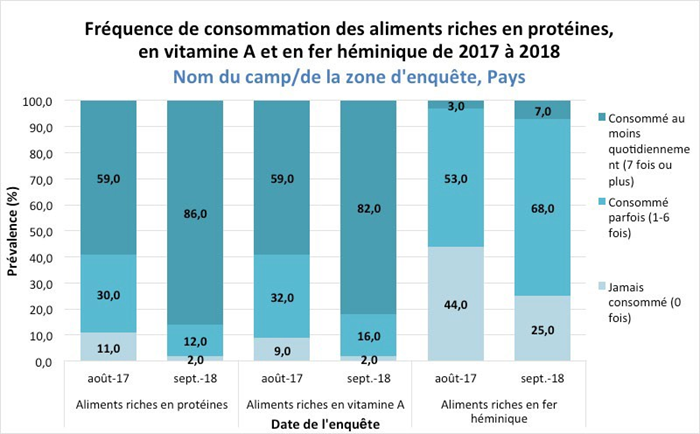 Fréquence de consommation des aliments riches en protéines,
en vitamine A et en fer héminique de 2017 à 2018
Nom du camp/de la zone d'enquête, Pays
Prévalence (%)
100,0
90,0
80,0
70,0
60,0
50,0
40,0
30,0
20,0
10,0
0,0
59,0
30,0
11,0
86,0
12,0
2,0
59,0
32,0
9,0
82,0
16,0
2,0
3,0
53,0
44,0
7,0
68,0
25,0
août-17 sept.-18 août-17 sept.-18 août-17 sept.-18
Aliments riches en protéines Aliments riches en vitamine A Aliments riches en fer
héminique
Date de l'enquête
Consommé au
moins
quotidienneme
nt (7 fois ou
plus)
Consommé
parfois (1-6
fois)
Jamais
consommé (0
fois)